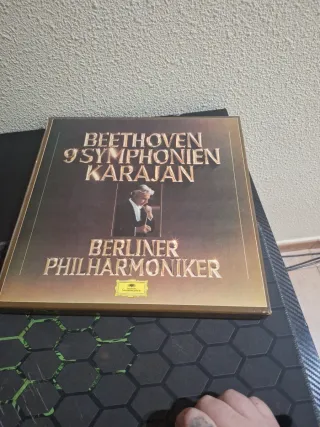 BEETHOVEN
9 SYMPHONIEN
KARAJAN
BERLINER
PHILHARMONIKER